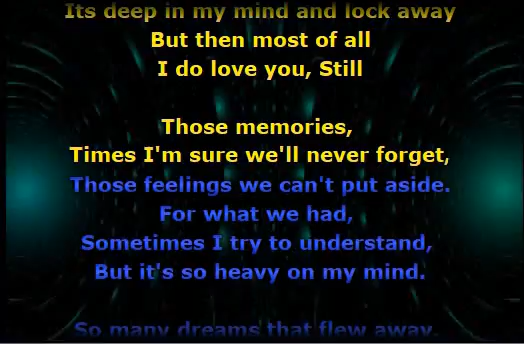 Its deep in my mind and lock away
But then most of all
I do love you, Still
Those memories,
Times I'm sure we'll never forget,
Those feelings we can't put aside.
For what we had,
Sometimes I try to understand,
But it's so heavy on my mind.
So many dreams that flew away.